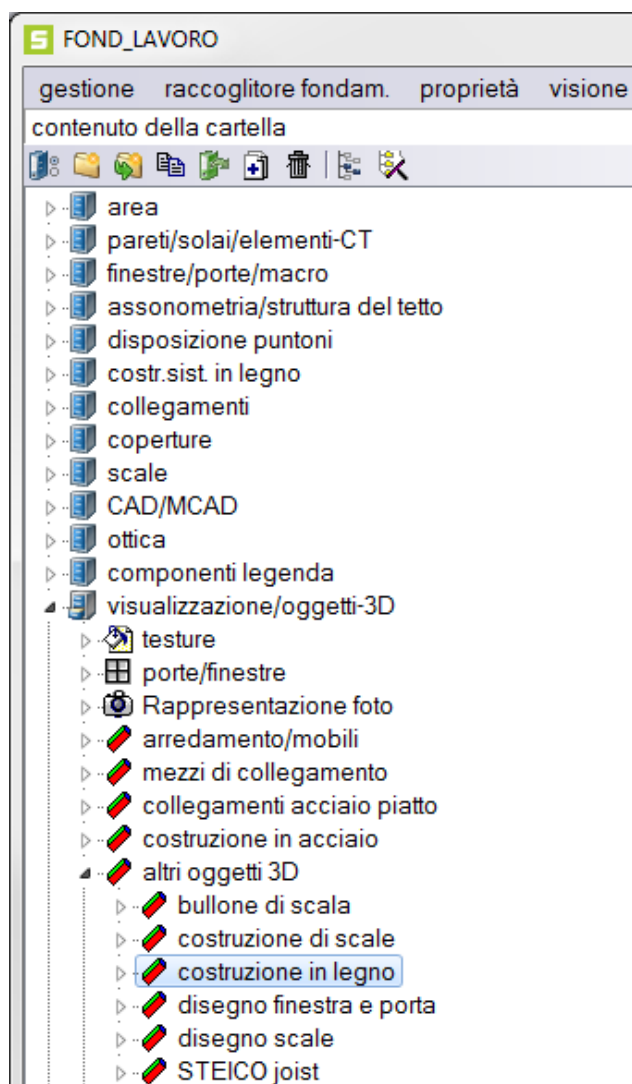 FOND_LAVORO
gestione raccoglitore fondam. proprietà visione
contenuto della cartella
area
pareti/solai/elementi-CT
finestre/porte/macro
assonometria/struttura del tetto
disposizione puntoni
costr.sist. in legno
collegamenti
coperture
scale
CAD/MCAD
ottica
componenti legenda
visualizzazione/oggetti-3D
testure
porte/finestre
Rappresentazione foto
arredamento/mobili
mezzi di collegamento
collegamenti acciaio piatto
costruzione in acciaio
altri oggetti 3D
bullone di scala
costruzione di scale
costruzione in legno
disegno finestra e porta
disegno scale
STEICO joist